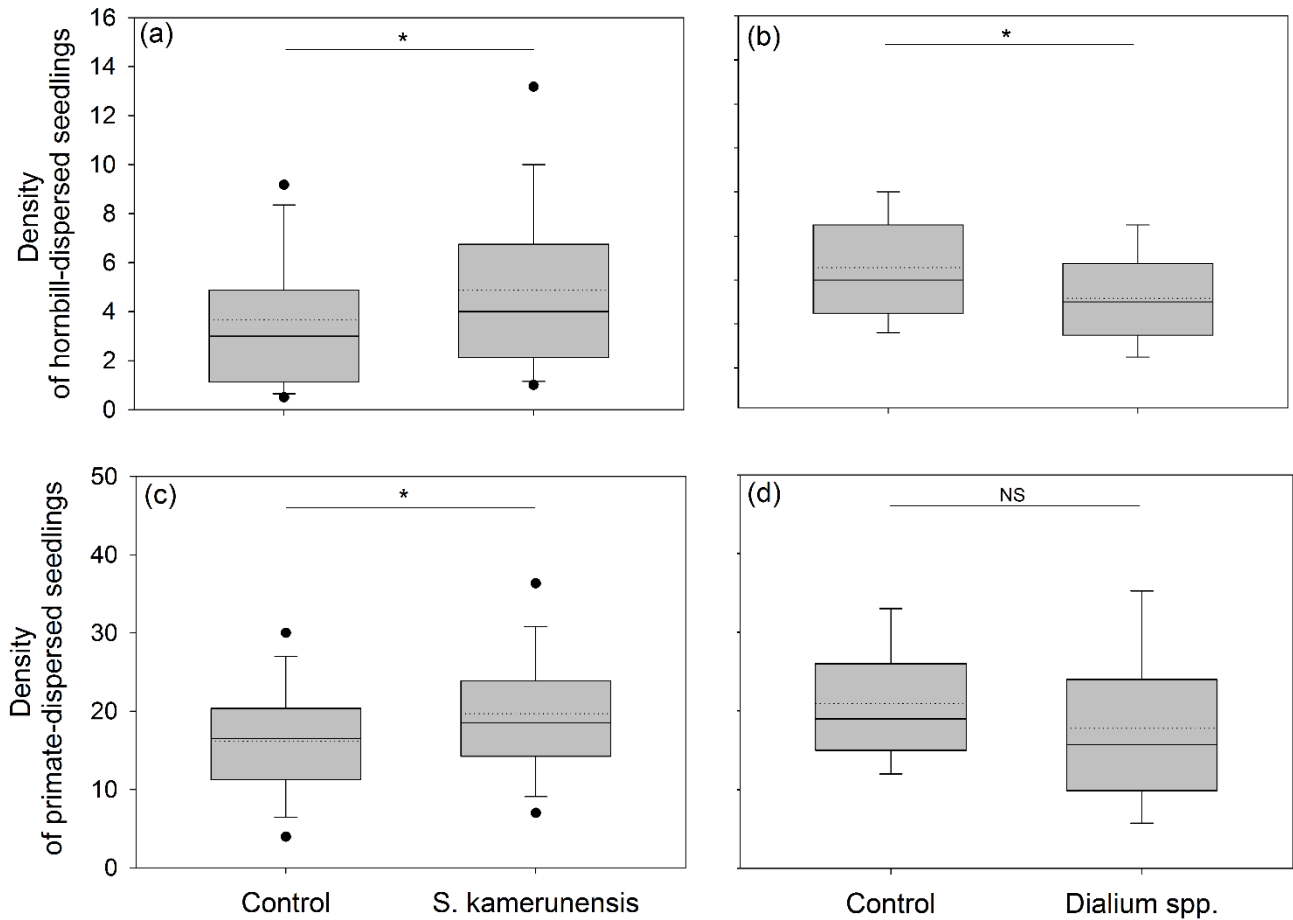 Density
of hornbill-dispersed seedlings
16
14
12
10
8
6
4
2
0
(a)
*
(b)
*
Density
of primate-dispersed seedlings
50
40
30
20
10
0
(c)
*
(d)
NS
Control
S. kamerunensis
Control
Dialium spp.